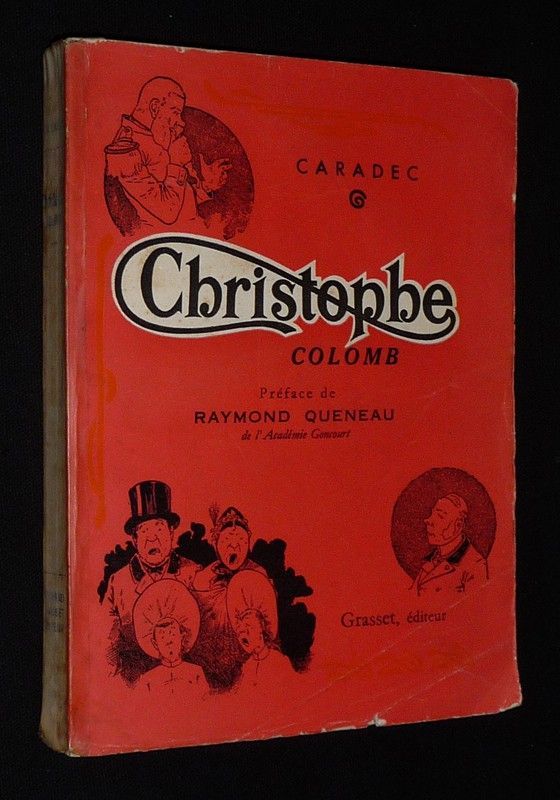 CARADEC
Christophe
COLOMB
Préface de
RAYMOND QUENEAU
de l'Académie Goncourt
Grasset, éditeur